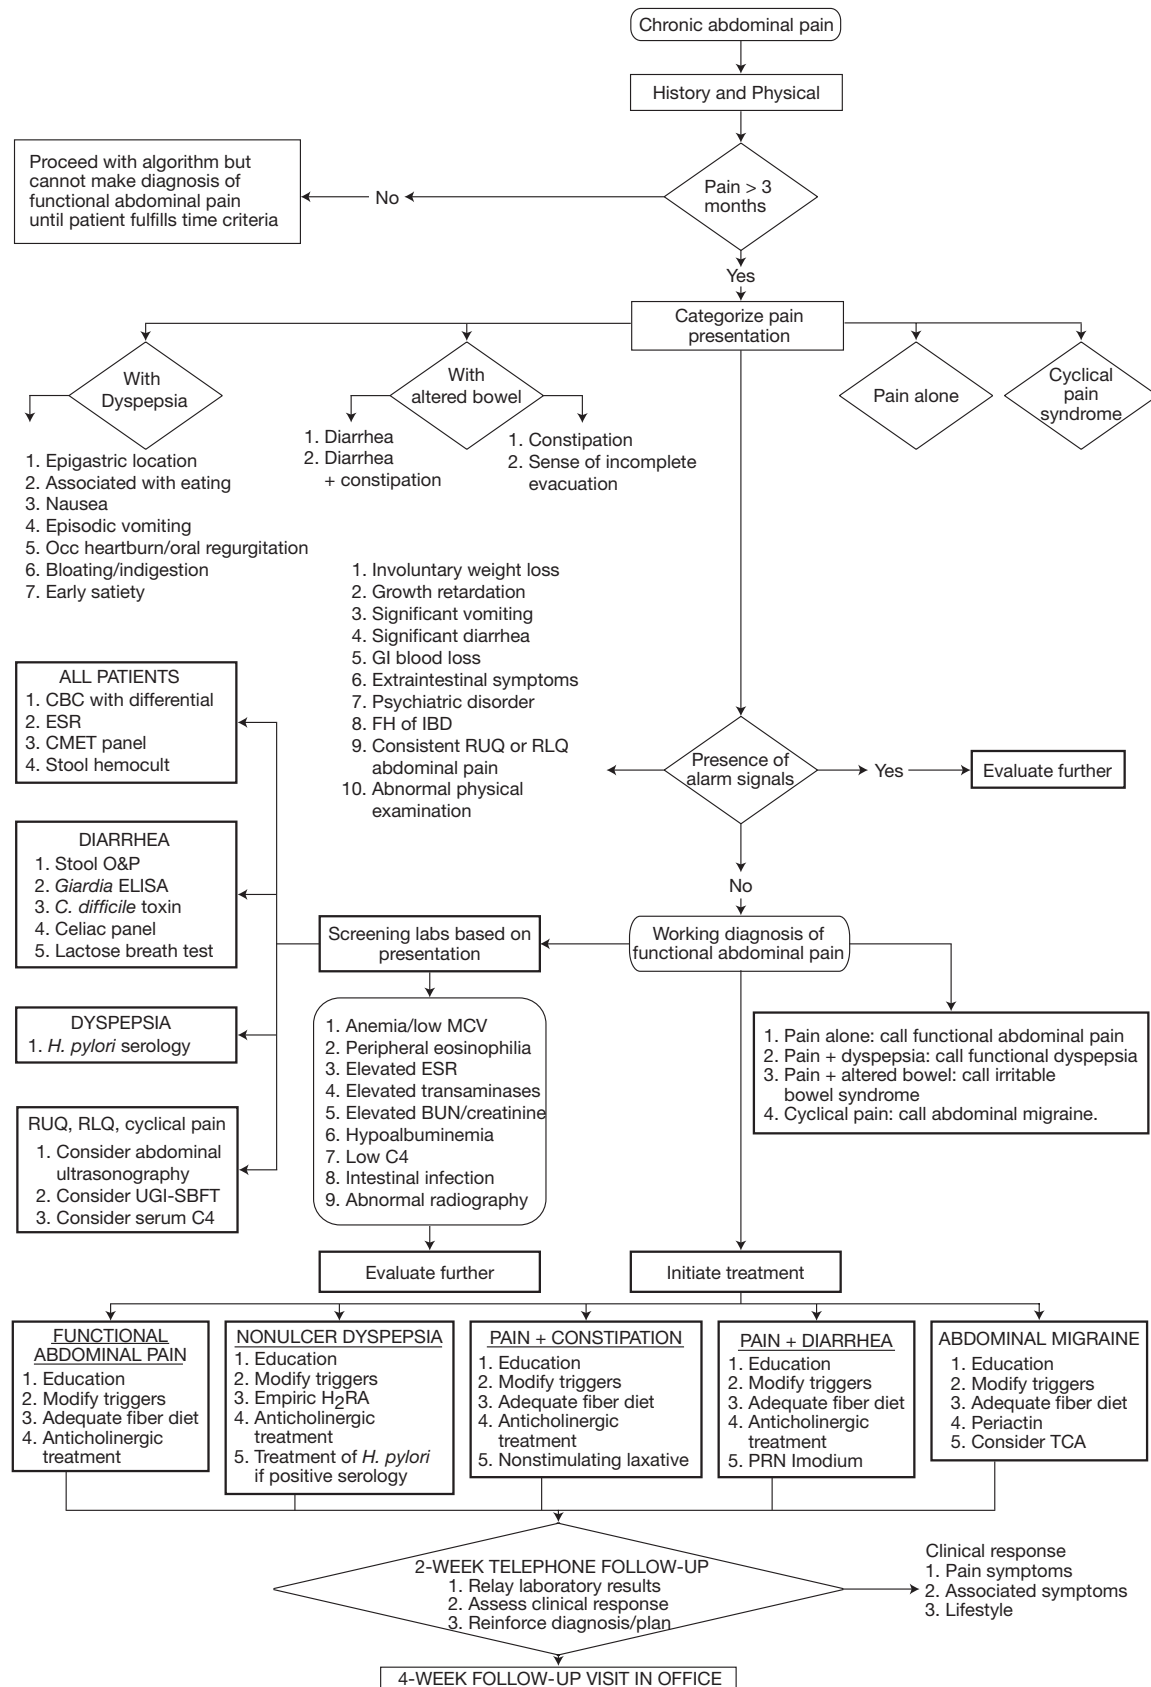 Chronic abdominal pain
History and Physical
Pain > 3
months
No
Proceed with algorithm but
cannot make diagnosis of
functional abdominal pain
until patient fulfills time criteria
Yes
Categorize pain
presentation
With
Dyspepsia
With
altered bowel
Pain alone
Cyclical
pain
syndrome
1. Epigastric location
2. Associated with eating
3. Nausea
4. Episodic vomiting
5. Occ heartburn/oral regurgitation
6. Bloating/indigestion
7. Early satiety
1. Diarrhea
2. Diarrhea
+ constipation
1. Constipation
2. Sense of incomplete
evacuation
1. Involuntary weight loss
2. Growth retardation
3. Significant vomiting
4. Significant diarrhea
5. GI blood loss
6. Extraintestinal symptoms
7. Psychiatric disorder
8. FH of IBD
9. Consistent RUQ or RLQ
abdominal pain
10. Abnormal physical
examination
Presence of
alarm signals
Yes
Evaluate further
No
Working diagnosis of
functional abdominal pain
Screening labs based on
presentation
ALL PATIENTS
1. CBC with differential
2. ESR
3. CMET panel
4. Stool hemocult
DIARRHEA
1. Stool O&P
2. Giardia ELISA
3. C. difficile toxin
4. Celiac panel
5. Lactose breath test
DYSPEPSIA
1. H. pylori serology
RUQ, RLQ, cyclical pain
1. Consider abdominal
ultrasonography
2. Consider UGI-SBFT
3. Consider serum C4
1. Anemia/low MCV
2. Peripheral eosinophilia
3. Elevated ESR
4. Elevated transaminases
5. Elevated BUN/creatinine
6. Hypoalbuminemia
7. Low C4
8. Intestinal infection
9. Abnormal radiography
Evaluate further
1. Pain alone: call functional abdominal pain
2. Pain + dyspepsia: call functional dyspepsia
3. Pain + altered bowel: call irritable
bowel syndrome
4. Cyclical pain: call abdominal migraine.
Initiate treatment
FUNCTIONAL
ABDOMINAL PAIN
1. Education
2. Modify triggers
3. Adequate fiber diet
4. Anticholinergic
treatment
NONULCER DYSPEPSIA
1. Education
2. Modify triggers
3. Empiric H2RA
4. Anticholinergic
treatment
5. Treatment of H. pylori
if positive serology
PAIN + CONSTIPATION
1. Education
2. Modify triggers
3. Adequate fiber diet
4. Anticholinergic
treatment
5. Nonstimulating laxative
PAIN + DIARRHEA
1. Education
2. Modify triggers
3. Adequate fiber diet
4. Anticholinergic
treatment
5. PRN Imodium
ABDOMINAL MIGRAINE
1. Education
2. Modify triggers
3. Adequate fiber diet
4. Periactin
5. Consider TCA
2-WEEK TELEPHONE FOLLOW-UP
1. Relay laboratory results
2. Assess clinical response
3. Reinforce diagnosis/plan
Clinical response
1. Pain symptoms
2. Associated symptoms
3. Lifestyle
4-WEEK FOLLOW-UP VISIT IN OFFICE